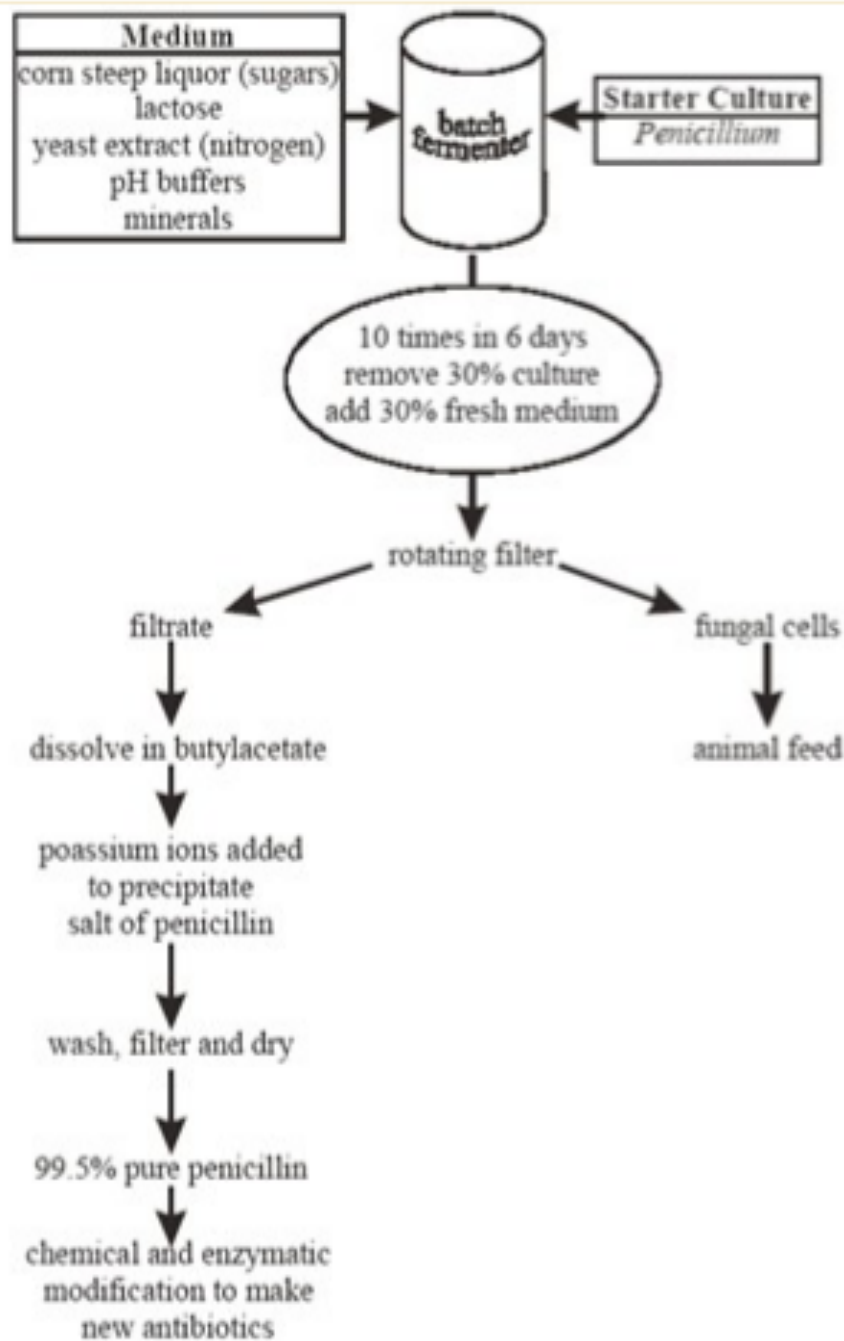 Medium
corn steep liquor (sugars)
lactose
yeast extract (nitrogen)
pH buffers
minerals
batch
fermenter
Starter Culture
Penicillium
10 times in 6 days
remove 30% culture
add 30% fresh medium
rotating filter
filtrate
fungal cells
dissolve in butylacetate
animal feed
poassium ions added
to precipitate
salt of penicillin
wash, filter and dry
99.5% pure penicillin
chemical and enzymatic
modification to make
new antibiotics